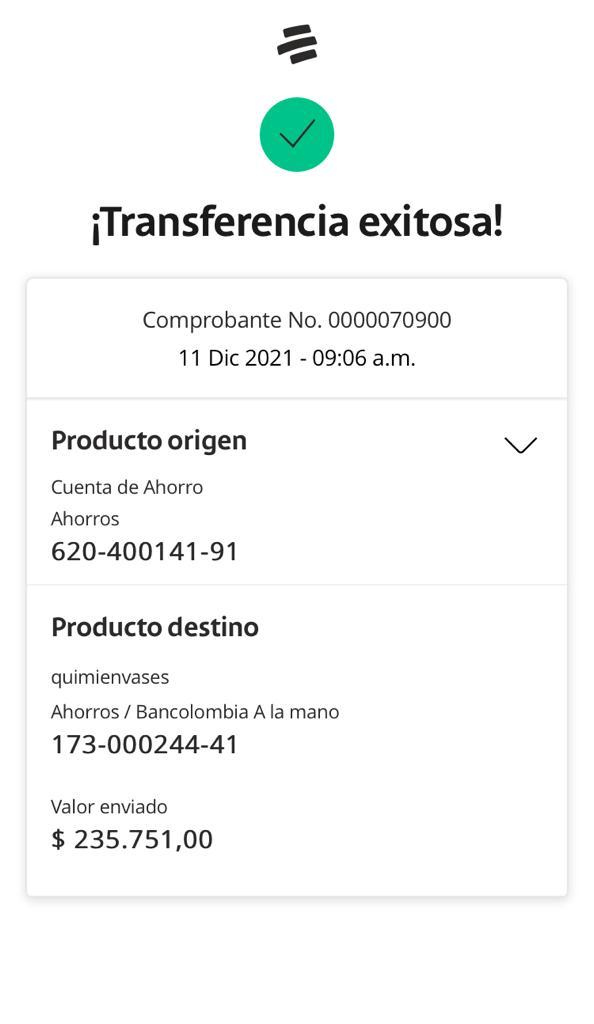 ¡Transferencia exitosa!
Comprobante No. 0000070900
11 Dic 2021 - 09:06 a.m.
Producto origen
Cuenta de Ahorro
Ahorros
620-400141-91
Producto destino
quimienvases
Ahorros / Bancolombia A la mano
173-000244-41
Valor enviado
$ 235.751,00